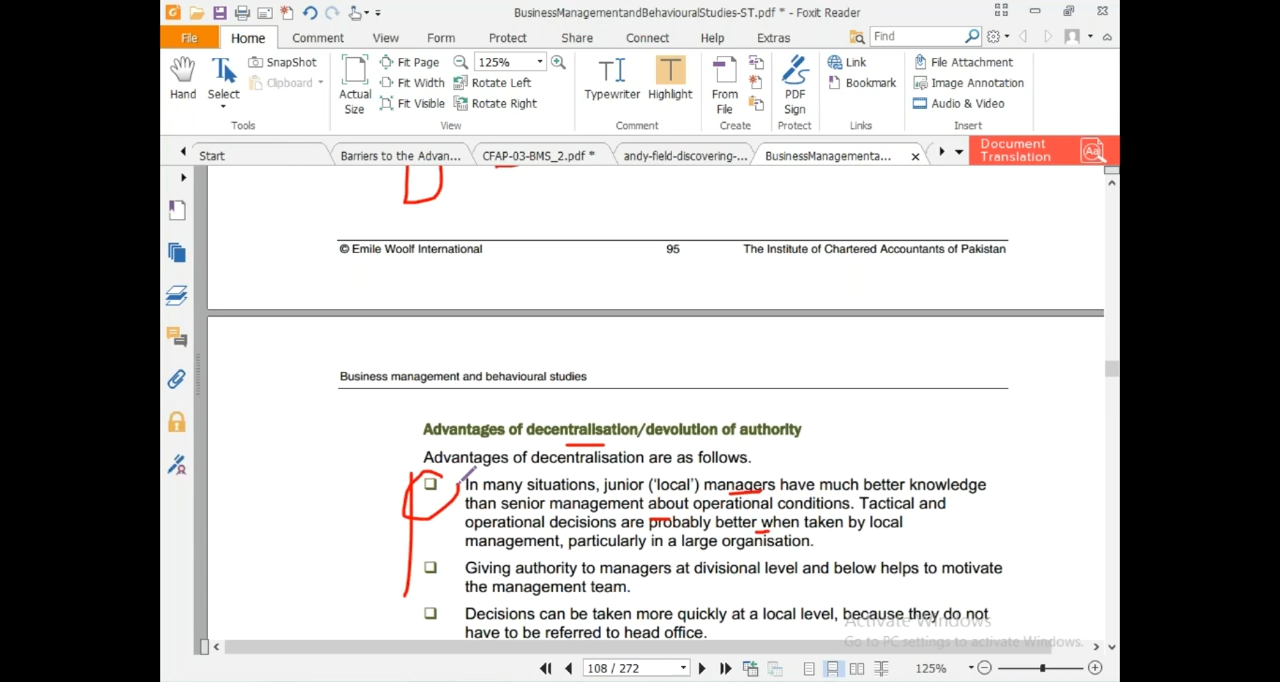 BusinessManagementandBehaviouralStudies-ST.pdf * - Foxit Reader
File Home Comment View Form Protect Share Connect Help Extras Find
Hand Select SnapShot Clipboard Actual Size Fit Page Fit Width Fit Visible 125% Rotate Left Rotate Right Typewriter Highlight From File PDF Sign Link Bookmark File Attachment Image Annotation Audio & Video
Tools View Comment Create Protect Links Insert
Start Barriers to the Advan... CFAP-03-BMS_2.pdf * andy-field-discovering-... BusinessManagementa... Document Translation Aa
© Emile Woolf International 95 The Institute of Chartered Accountants of Pakistan
Business management and behavioural studies
Advantages of decentralisation/devolution of authority
Advantages of decentralisation are as follows.
In many situations, junior (‘local’) managers have much better knowledge
than senior management about operational conditions. Tactical and
operational decisions are probably better when taken by local
management, particularly in a large organisation.
Giving authority to managers at divisional level and below helps to motivate
the management team.
Decisions can be taken more quickly at a local level, because they do not
have to be referred to head office.
Activate Windows
Go to PC settings to activate Windows.
108 / 272 125%